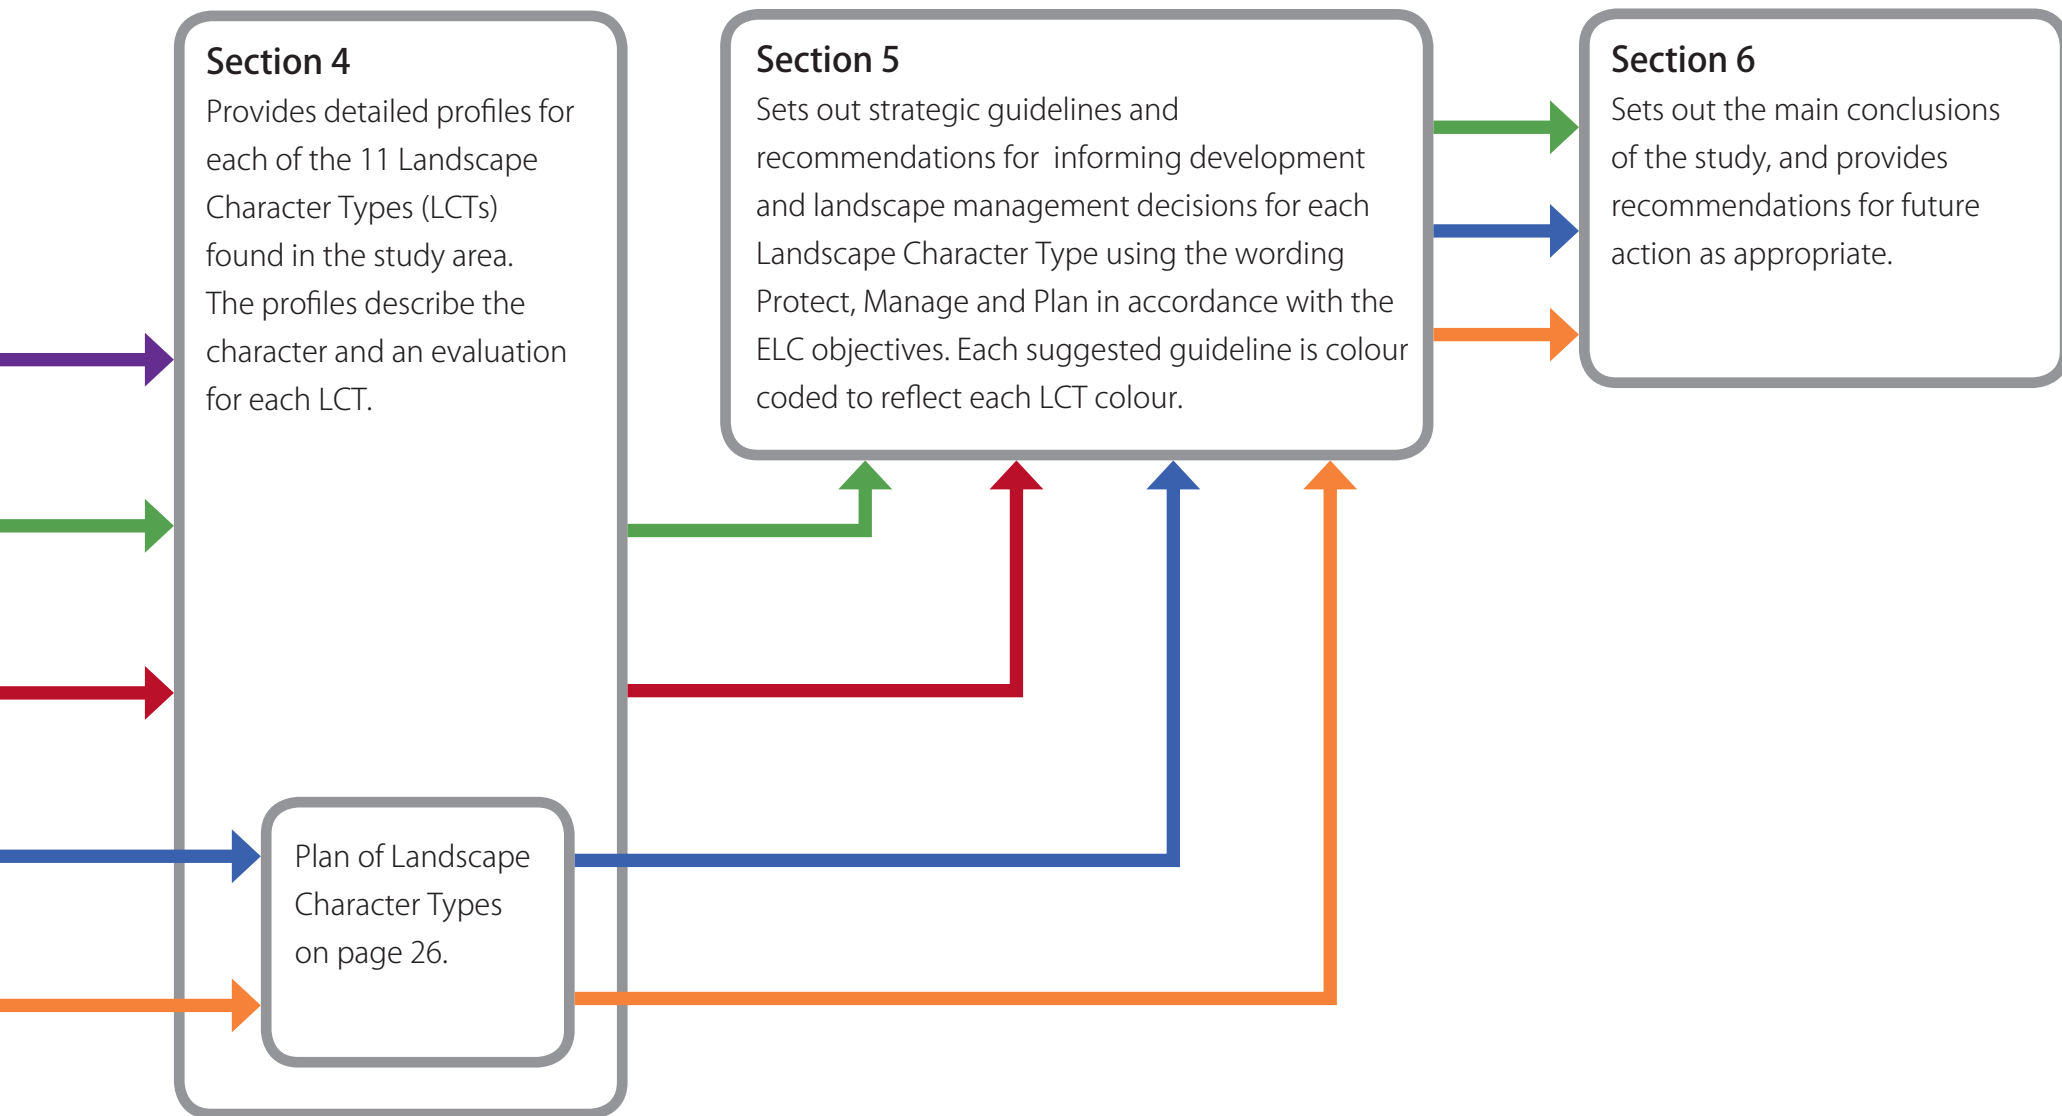 Section 4
Provides detailed profiles for
each of the 11 Landscape
Character Types (LCTs)
found in the study area.
The profiles describe the
character and an evaluation
for each LCT.
Plan of Landscape
Character Types
on page 26.
Section 5
Sets out strategic guidelines and
recommendations for  informing development
and landscape management decisions for each
Landscape Character Type using the wording
Protect, Manage and Plan in accordance with the
ELC objectives. Each suggested guideline is colour
coded to reflect each LCT colour.
Section 6
Sets out the main conclusions
of the study, and provides
recommendations for future
action as appropriate.